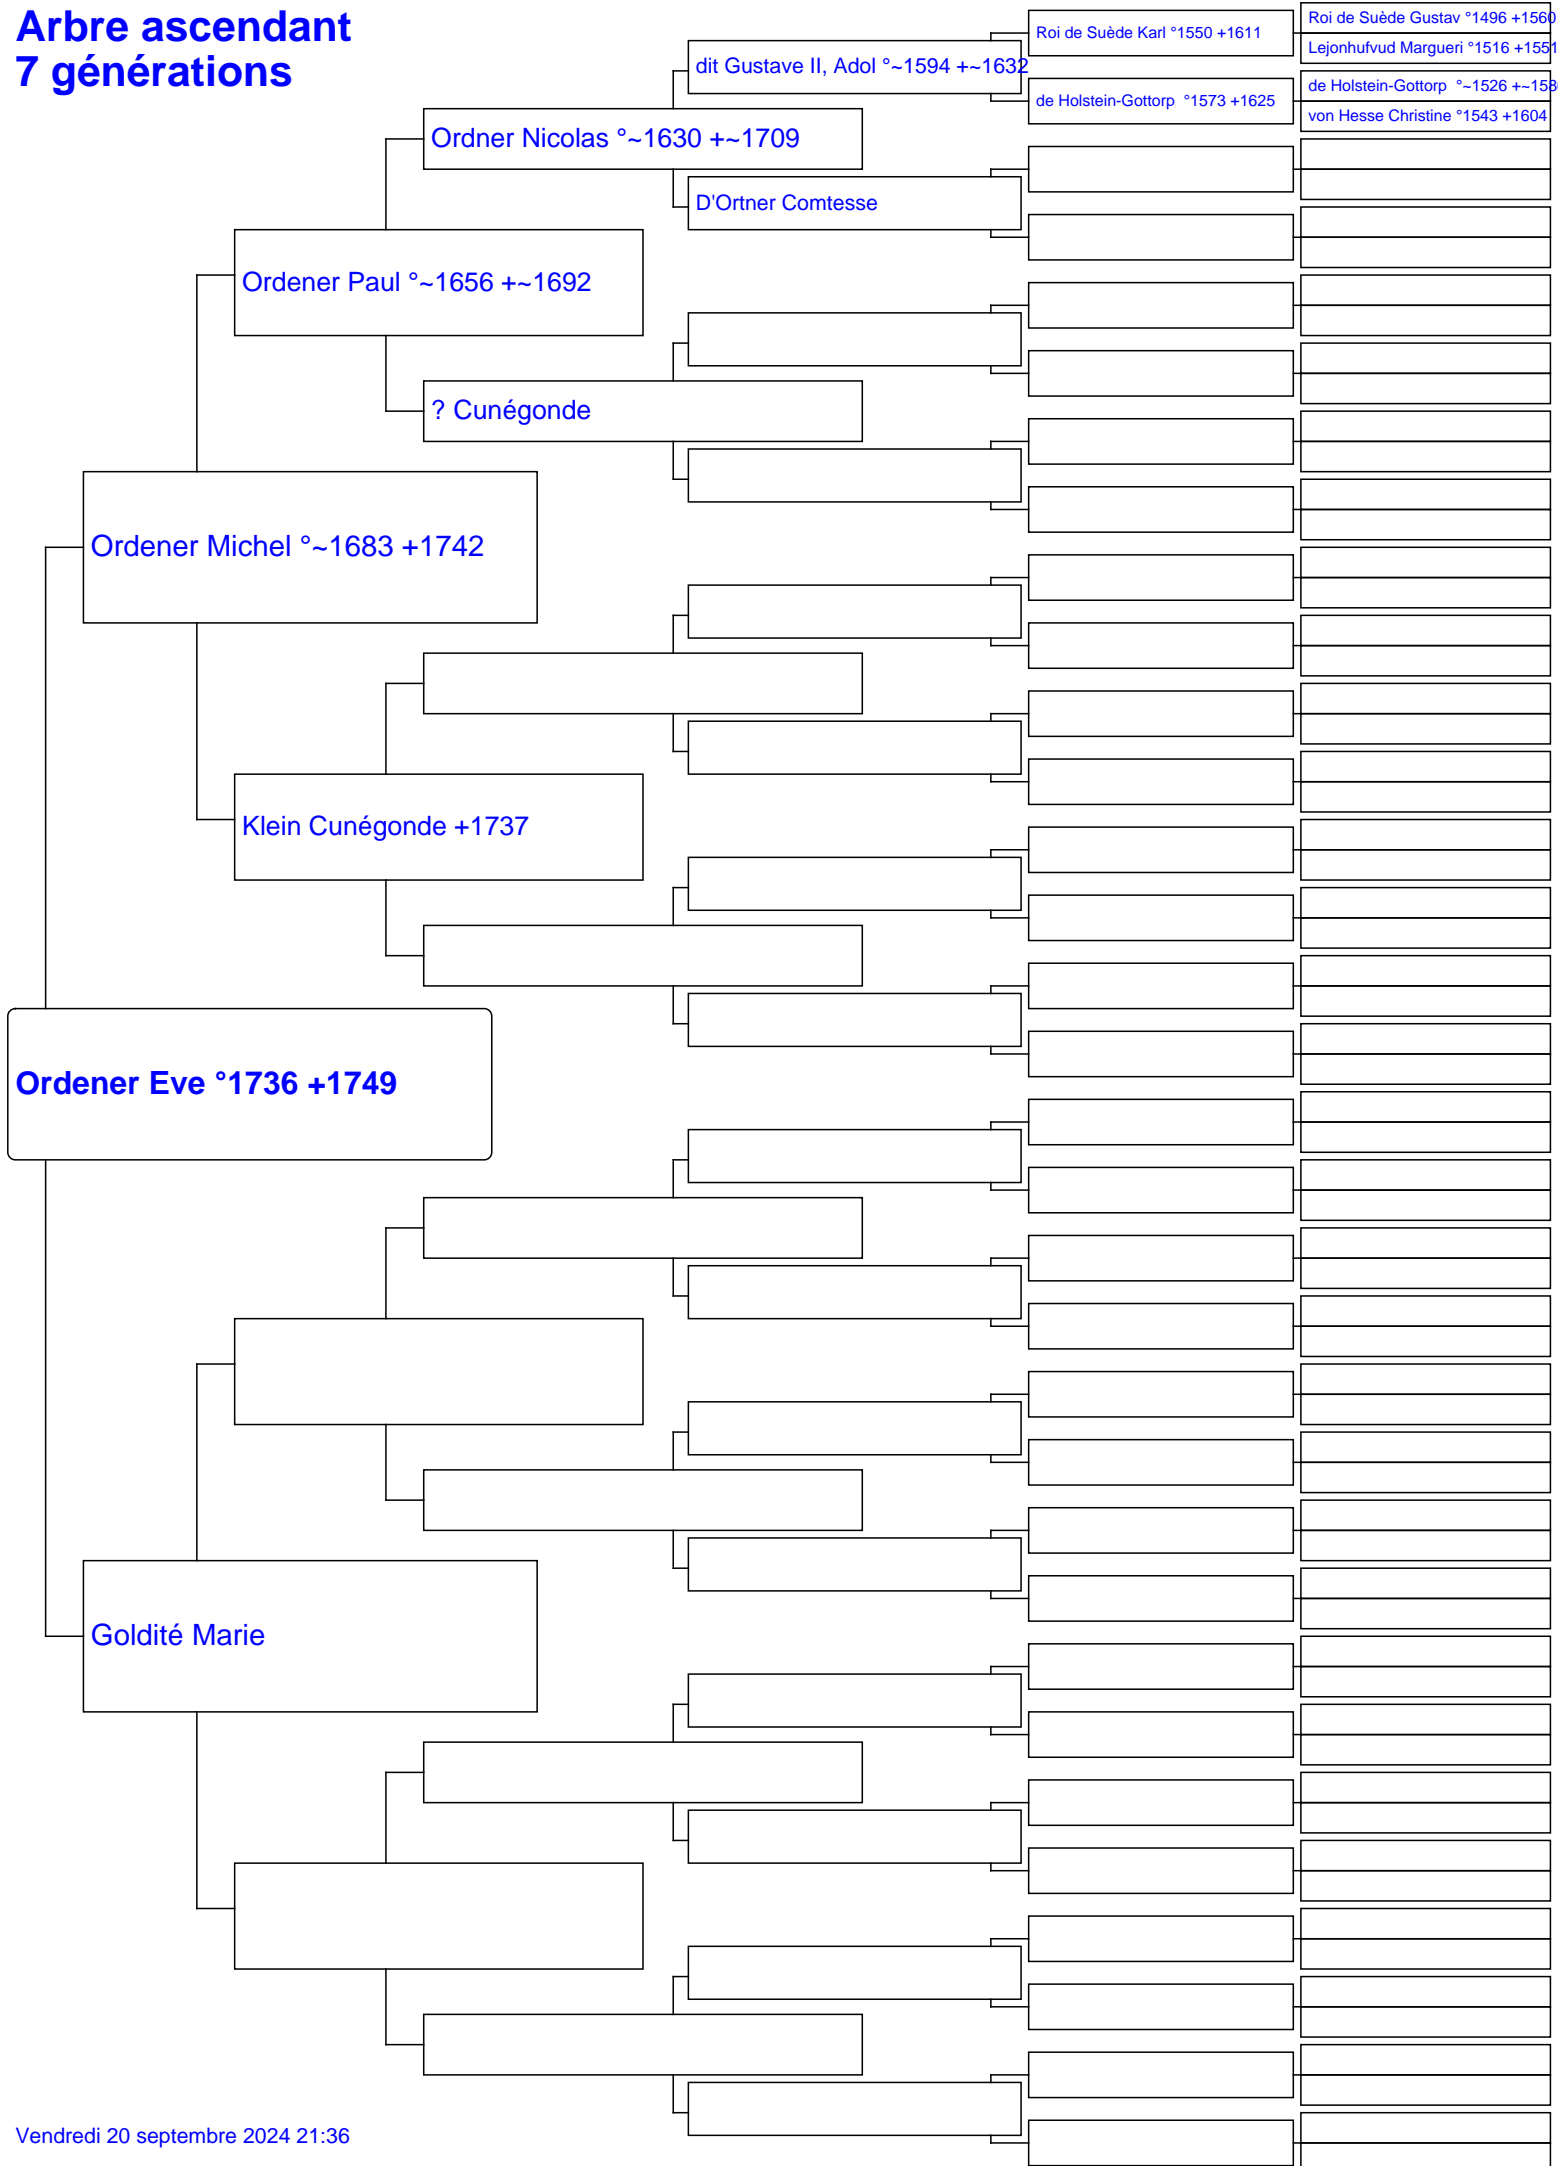 Arbre ascendant
7 générations
Roi de Suède Gustav °1496 +1560
Roi de Suède Karl °1550 +1611
Lejonhufvud Margueri °1516 +1551
dit Gustave II, Adol °~1594 +~1632
de Holstein-Gottorp °~1526 +~158
de Holstein-Gottorp °1573 +1625
von Hesse Christine °1543 +1604
Ordner Nicolas °~1630 +~1709
D'Ortner Comtesse
Ordener Paul °~1656 +~1692
? Cunégonde
Ordener Michel °~1683 +1742
Klein Cunégonde +1737
Ordener Eve °1736 +1749
Goldité Marie
Vendredi 20 septembre 2024 21:36